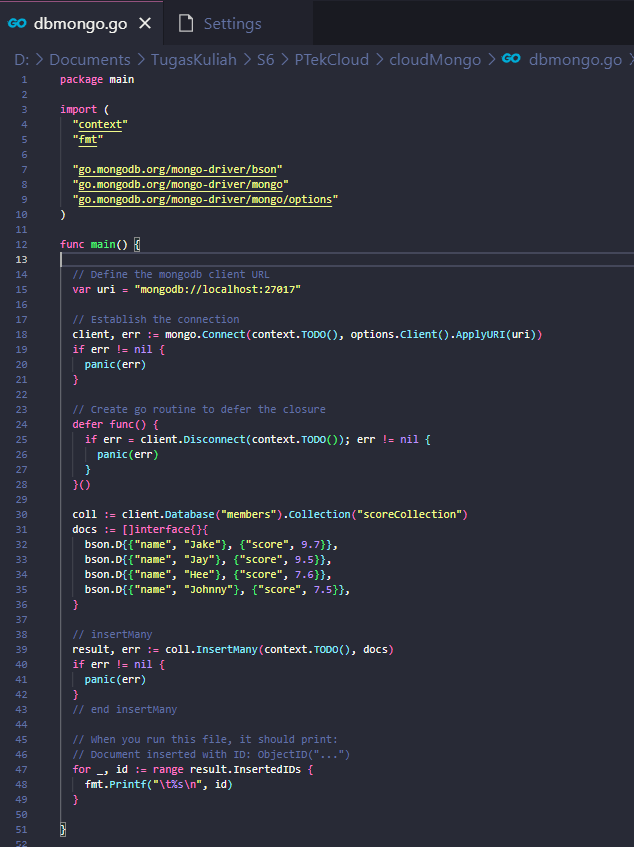 GO dbmongo.go × Settings
D: > Documents > TugasKuliah > S6 > PTekCloud > cloudMongo > GO dbmongo.go >
1 package main
2
3 import (
4 "context"
5 "fmt"
6
7 "go.mongodb.org/mongo-driver/bson"
8 "go.mongodb.org/mongo-driver/mongo"
9 "go.mongodb.org/mongo-driver/mongo/options"
10 )
11
12 func main() {
13
14 // Define the mongodb client URL
15 var uri = "mongodb://localhost:27017"
16
17 // Establish the connection
18 client, err := mongo.Connect(context.TODO(), options.Client().ApplyURI(uri))
19 if err != nil {
20 panic(err)
21 }
22
23 // Create go routine to defer the closure
24 defer func() {
25 if err = client.Disconnect(context.TODO()); err != nil {
26 panic(err)
27 }
28 }()
29
30 coll := client.Database("members").Collection("scoreCollection")
31 docs := []interface{}{
32 bson.D{{"name", "Jake"}, {"score", 9.7}},
33 bson.D{{"name", "Jay"}, {"score", 9.5}},
34 bson.D{{"name", "Hee"}, {"score", 7.6}},
35 bson.D{{"name", "Johnny"}, {"score", 7.5}},
36 }
37
38 // insertMany
39 result, err := coll.InsertMany(context.TODO(), docs)
40 if err != nil {
41 panic(err)
42 }
43 // end insertMany
44
45 // When you run this file, it should print:
46 // Document inserted with ID: ObjectID("...")
47 for _, id := range result.InsertedIDs {
48 fmt.Printf("\t%s\n", id)
49 }
50
51 }
52